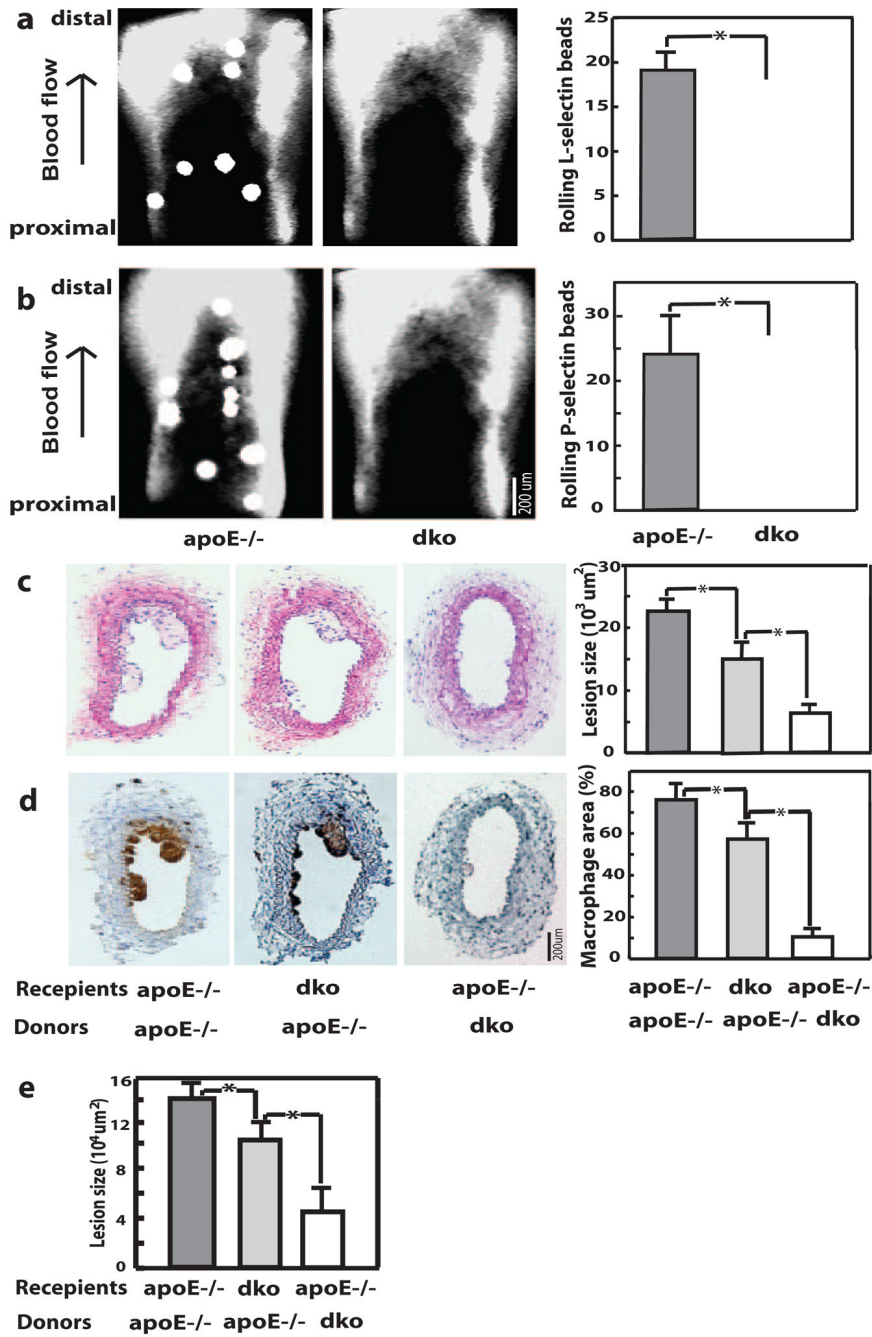 a
distal
Blood flow
proximal
Rolling L-selectin beads
25
20
15
10
5
0
*
b
distal
Blood flow
proximal
200 um
Rolling P-selectin beads
30
20
30
0
*
apoE-/-
dko
apoE-/-
dko
c
Lesion size (10³ um²)
30
20
10
0
*
*
d
200um
Macrophage area (%)
80
60
40
20
0
*
*
Recepients apoE-/- dko apoE-/-
Donors apoE-/- apoE-/- dko
apoE-/- dko apoE-/-
apoE-/- apoE-/- dko
e
Lesion size (10⁴um²)
16
12
8
4
0
*
*
Recepients apoE-/- dko apoE-/-
Donors apoE-/- apoE-/- dko